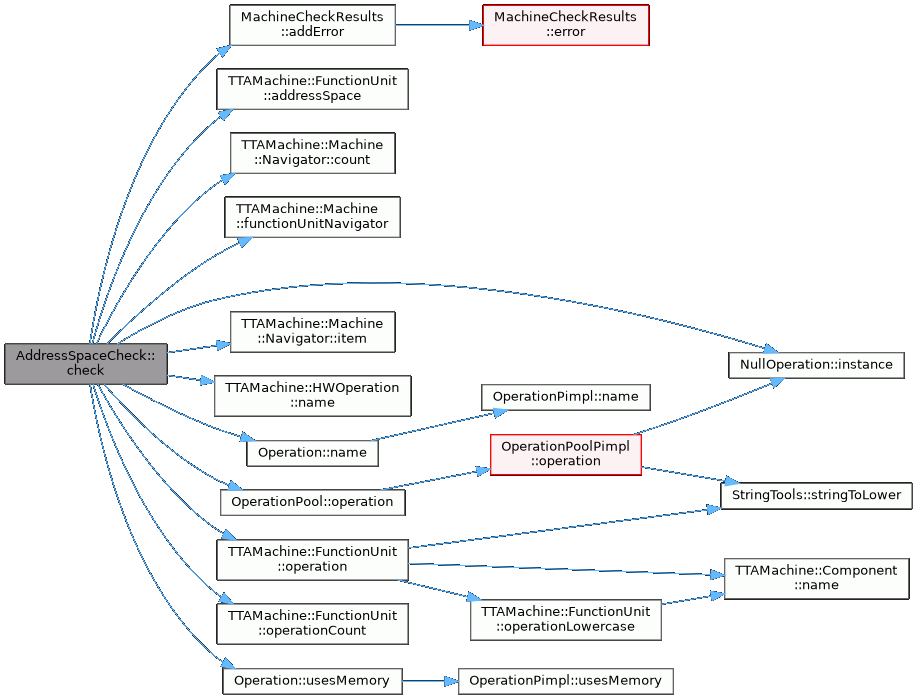 MachineCheckResults
::addError
MachineCheckResults
::error
TTAMachine::FunctionUnit
::addressSpace
TTAMachine::Machine
::Navigator::count
TTAMachine::Machine
::functionUnitNavigator
AddressSpaceCheck::
check
TTAMachine::Machine
::Navigator::item
NullOperation::instance
TTAMachine::HWOperation
::name
OperationPimpl::name
Operation::name
OperationPoolPimpl
::operation
OperationPool::operation
StringTools::stringToLower
TTAMachine::FunctionUnit
::operation
TTAMachine::Component
::name
TTAMachine::FunctionUnit
::operationCount
TTAMachine::FunctionUnit
::operationLowercase
Operation::usesMemory
OperationPimpl::usesMemory